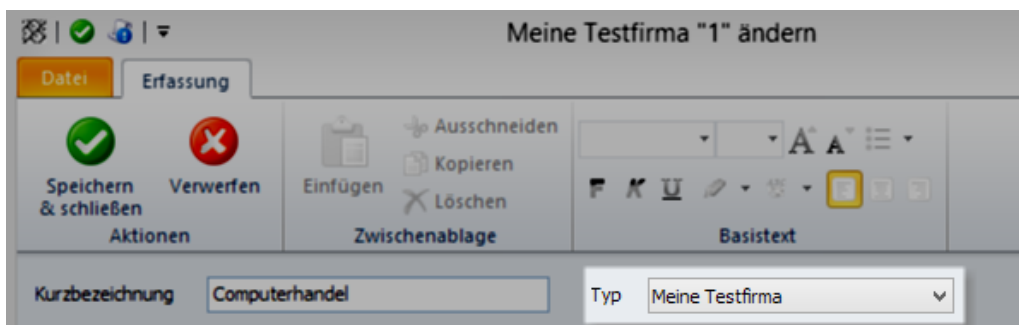 Meine Testfirma "1" ändern
Datei Erfassung
Speichern & schließen
Verwerfen
Aktionen
Einfügen
Ausschneiden
Kopieren
Löschen
Zwischenablage
A A
F K U
Basistext
Kurzbezeichnung Computerhandel Typ Meine Testfirma